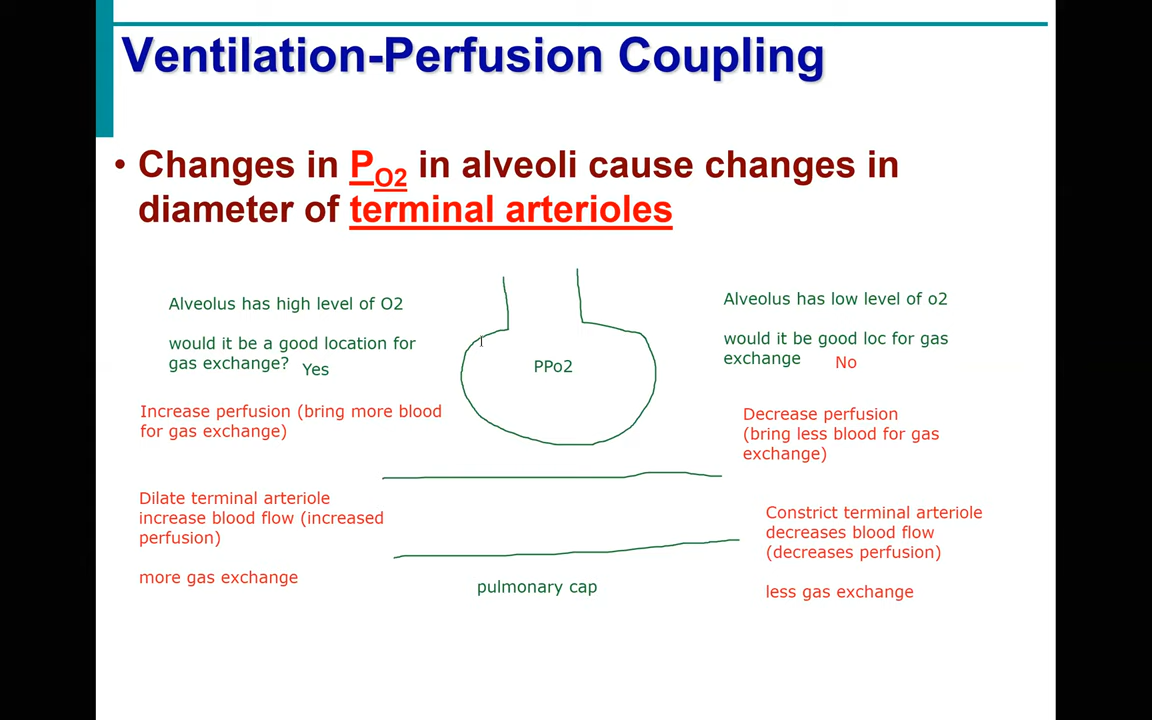 Ventilation-Perfusion Coupling
• Changes in PO2 in alveoli cause changes in
diameter of terminal arterioles
Alveolus has high level of O2
would it be a good location for
gas exchange? Yes
Increase perfusion (bring more blood
for gas exchange)
Dilate terminal arteriole
increase blood flow (increased
perfusion)
more gas exchange
PPo2
pulmonary cap
Alveolus has low level of o2
would it be good loc for gas
exchange No
Decrease perfusion
(bring less blood for gas
exchange)
Constrict terminal arteriole
decreases blood flow
(decreases perfusion)
less gas exchange